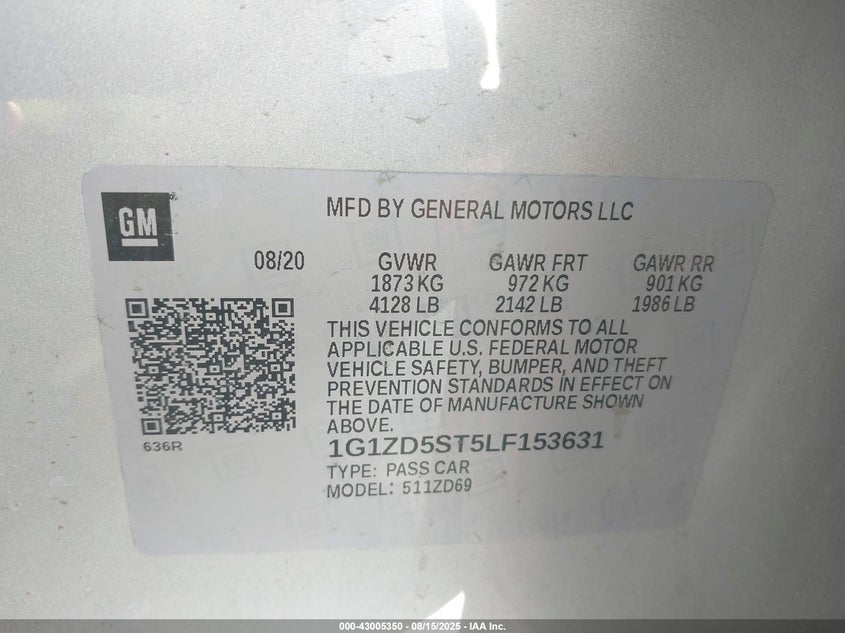 GM
MFD BY GENERAL MOTORS LLC
08/20 GVWR GAWR FRT GAWR RR
1873 KG 972 KG 901 KG
4128 LB 2142 LB 1986 LB
THIS VEHICLE CONFORMS TO ALL
APPLICABLE U.S. FEDERAL MOTOR
VEHICLE SAFETY, BUMPER, AND THEFT
PREVENTION STANDARDS IN EFFECT ON
THE DATE OF MANUFACTURE SHOWN
ABOVE.
636R
1G1ZD5ST5LF153631
TYPE: PASS CAR
MODEL: 511ZD69
000-43005350 - 08/15/2025 - IAA Inc.